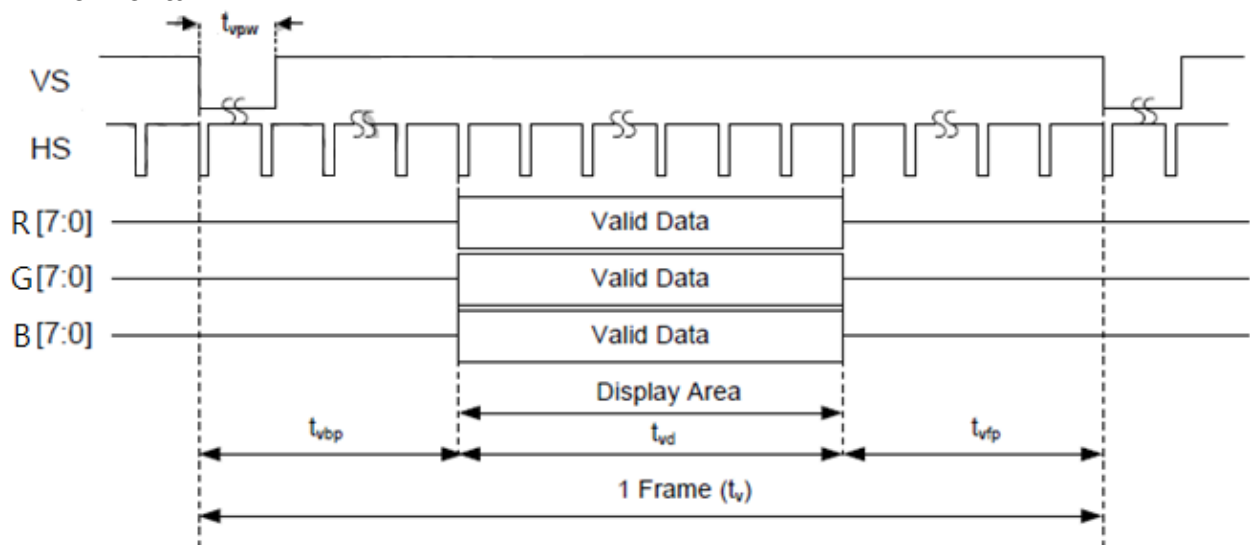 tvpw
VS
HS
R[7:0] Valid Data
G[7:0] Valid Data
B[7:0] Valid Data
Display Area
tvbp tvd tvfp
1 Frame (tv)